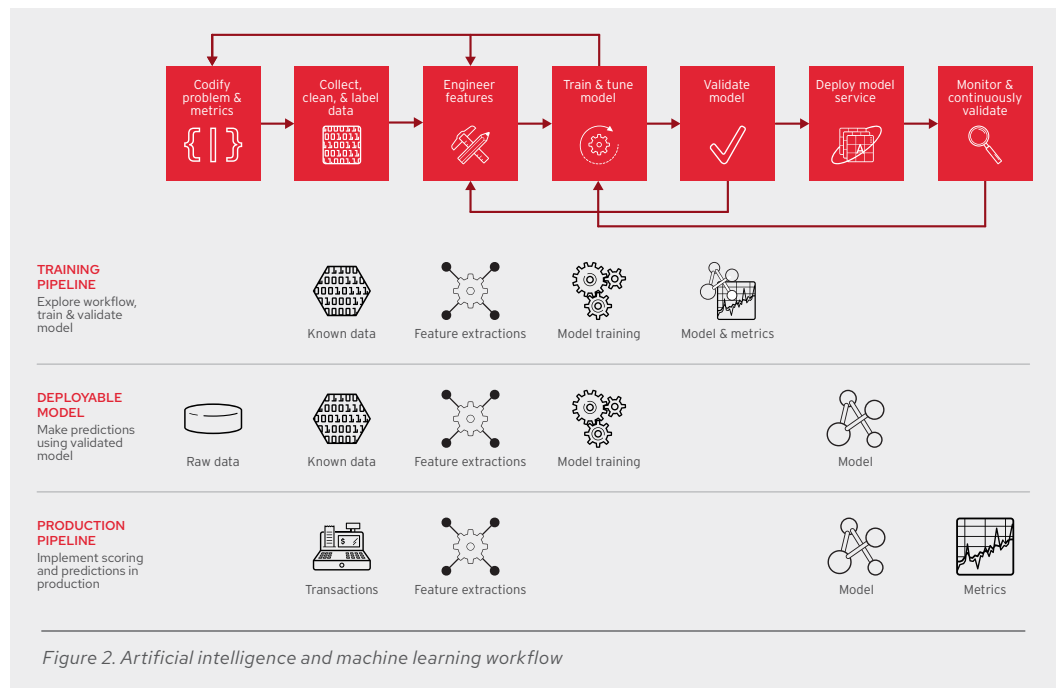 Codify
problem &
metrics
Collect,
clean, & label
data
Engineer
features
Train & tune
model
Validate
model
Deploy model
service
Monitor &
continuously
validate
TRAINING
PIPELINE
Explore workflow,
train & validate
model
Known data
Feature extractions
Model training
Model & metrics
DEPLOYABLE
MODEL
Make predictions
using validated
model
Raw data
Known data
Feature extractions
Model training
Model
PRODUCTION
PIPELINE
Implement scoring
and predictions in
production
Transactions
Feature extractions
Model
Metrics
Figure 2. Artificial intelligence and machine learning workflow